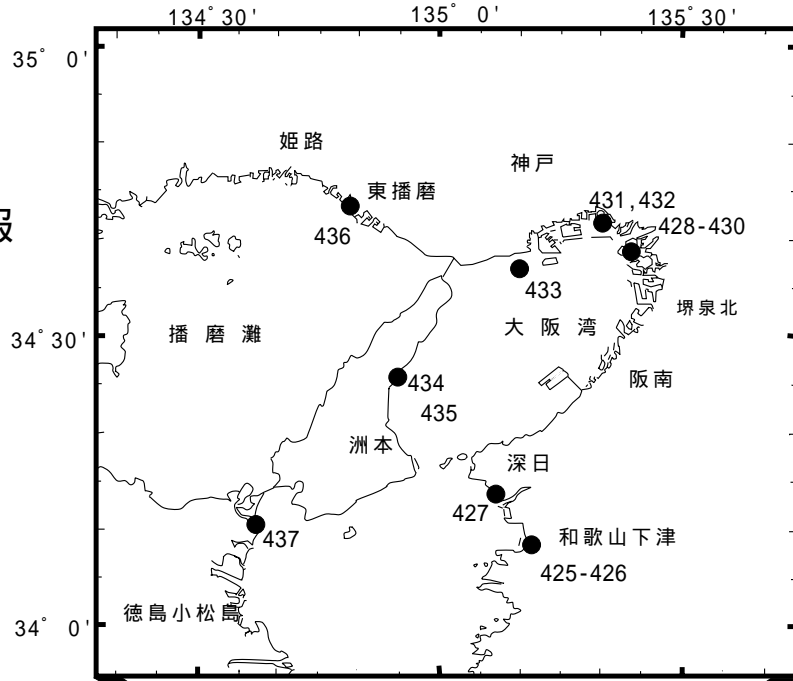 134° 30'
135° 0'
135° 30'
35° 0'
姫路
神戸
東播磨
431,432
報
436
428-430
433
堺泉北
大阪湾
播磨灘
34° 30'
阪南
434
435
洲本
深日
427
437
和歌山下津
425-426
徳島小松島
34° 0'